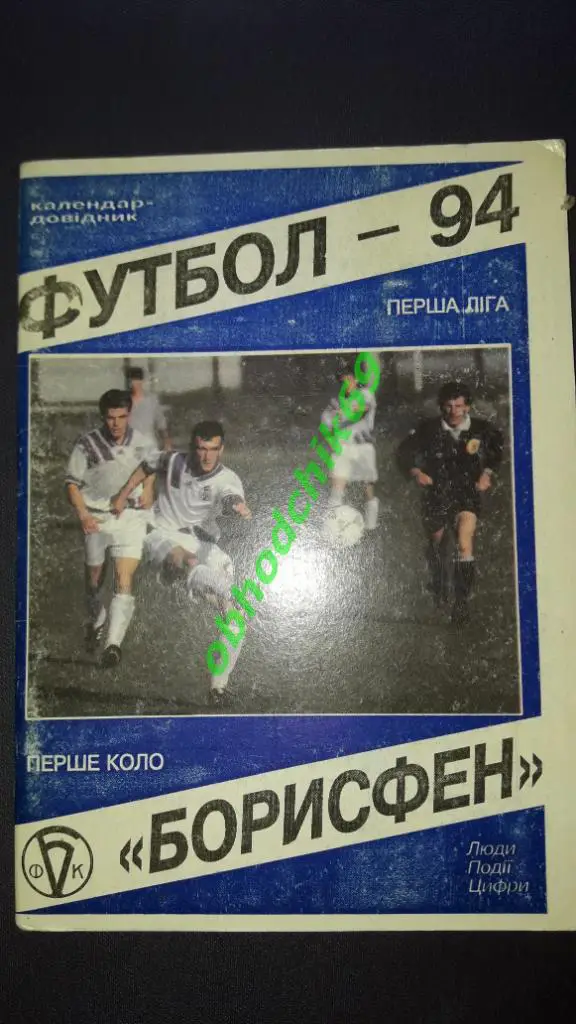 календар-
довідник
ФУТБОЛ – 94
ПЕРША ЛІГА
obhodchik69
ПЕРШЕ КОЛО
«БОРИСФЕН»
Ф К
Люди
Події
Цифри